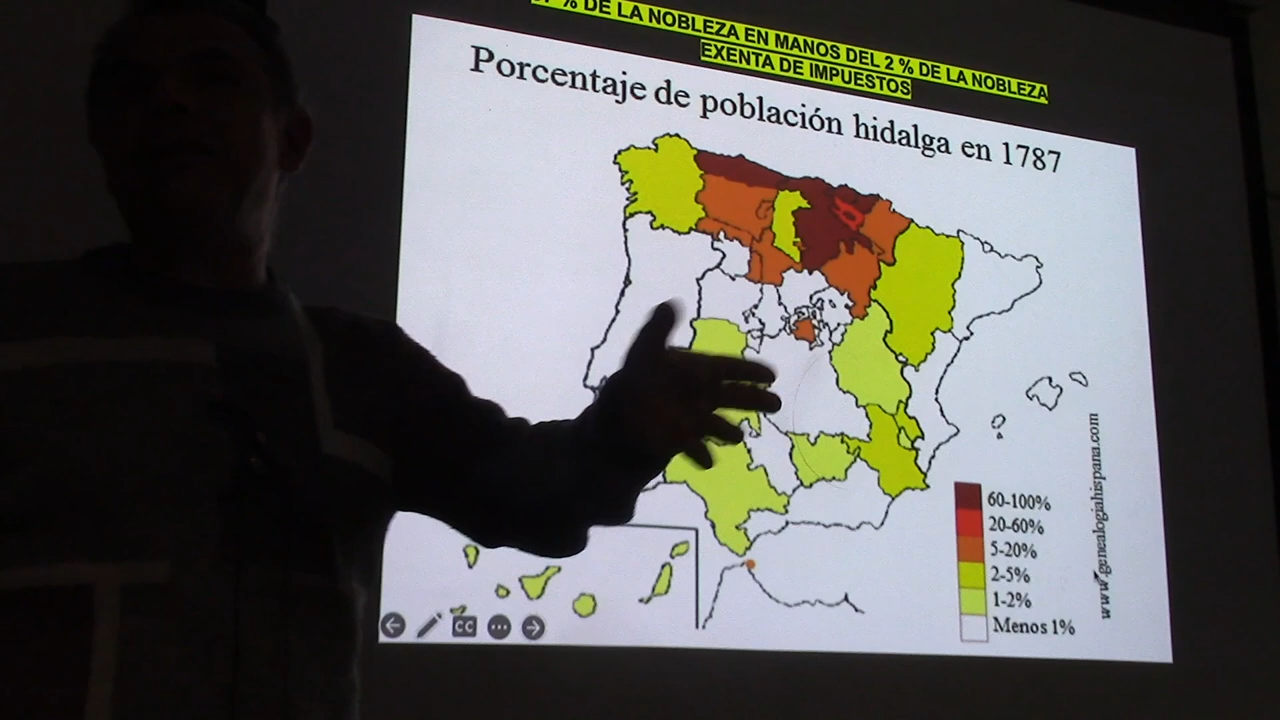 % DE LA NOBLEZA EN MANOS DEL 2 % DE LA NOBLEZA
EXENTA DE IMPUESTOS
Porcentaje de población hidalga en 1787
60-100%
20-60%
5-20%
2-5%
1-2%
Menos 1%
www.genealogiahispana.com
CC